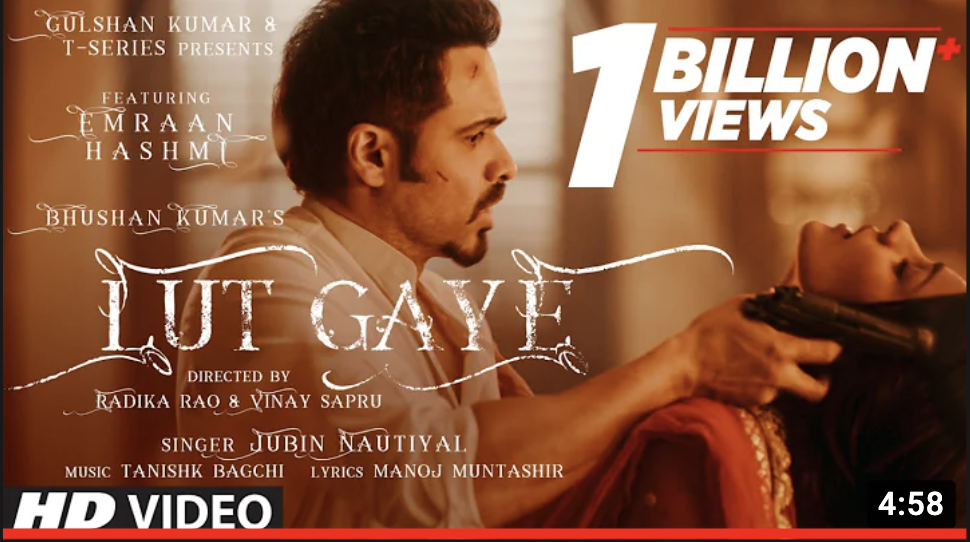 GULSHAN KUMAR &
T-SERIES PRESENTS
FEATURING
EMRAAN
HASHMI
BHUSHAN KUMAR'S
LUT GAYE
DIRECTED BY
RADIKA RAO & VINAY SAPRU
SINGER JUBIN NAUTIYAL
MUSIC TANISHK BAGCHI LYRICS MANOJ MUNTASHIR
HD VIDEO
1 BILLION+
VIEWS
4:58